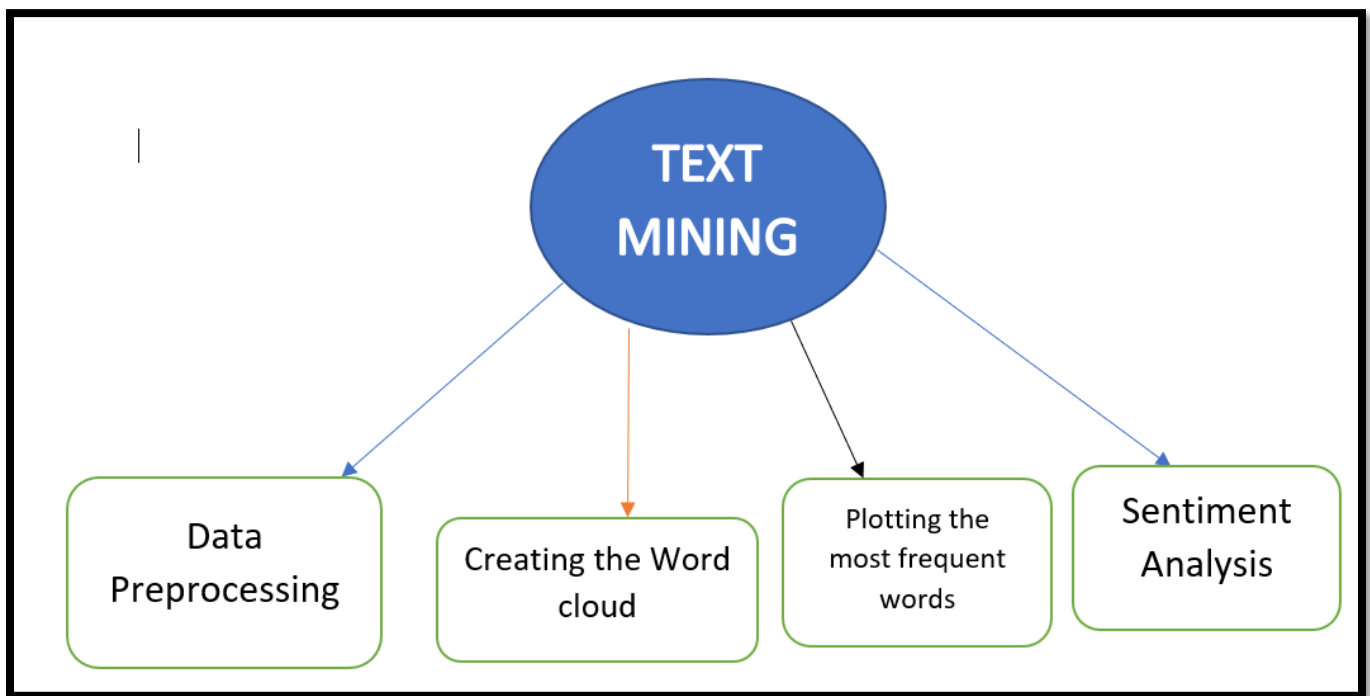 TEXT
MINING
Data
Preprocessing
Creating the Word
cloud
Plotting the
most frequent
words
Sentiment
Analysis